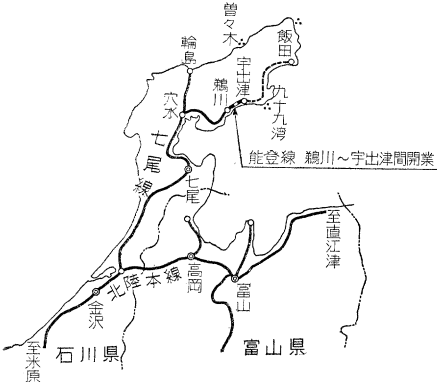 曽々木
飯田
輪島
宇出津
鵜川
穴水
九十九湾
能登線 鵜川～宇出津間開業
七尾線
七尾
至直江津
高岡
北陸本線
富山
金沢
石川県
富山県
至米原